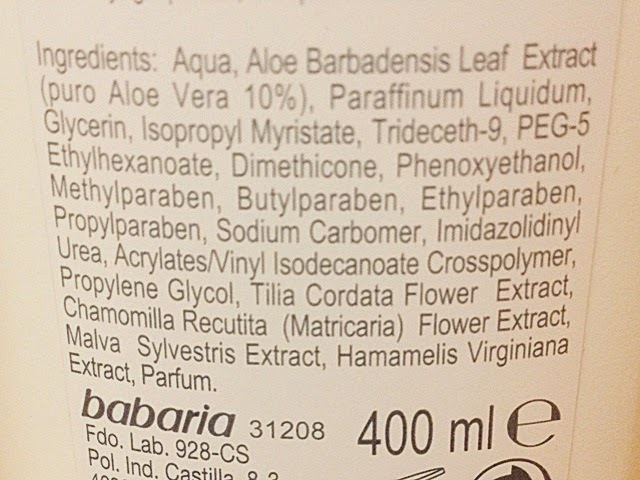 Ingredients: Aqua, Aloe Barbadensis Leaf Extract
(puro Aloe Vera 10%), Paraffinum Liquidum,
Glycerin, Isopropyl Myristate, Trideceth-9, PEG-5
Ethylhexanoate, Dimethicone, Phenoxyethanol,
Methylparaben, Butylparaben, Ethylparaben,
Propylparaben, Sodium Carbomer, Imidazolidinyl
Urea, Acrylates/Vinyl Isodecanoate Crosspolymer,
Propylene Glycol, Tilia Cordata Flower Extract,
Chamomilla Recutita (Matricaria) Flower Extract,
Malva Sylvestris Extract, Hamamelis Virginiana
Extract, Parfum.
babaria 31208 400 ml e
Fdo. Lab. 928-CS
Pol. Ind. Castilla